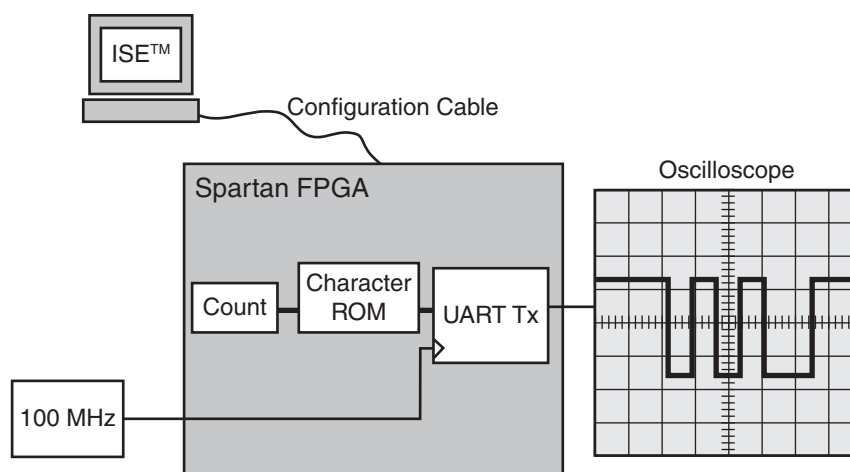 ISE™
Configuration Cable
Oscilloscope
Spartan FPGA
Count
Character
ROM
UART Tx
100 MHz